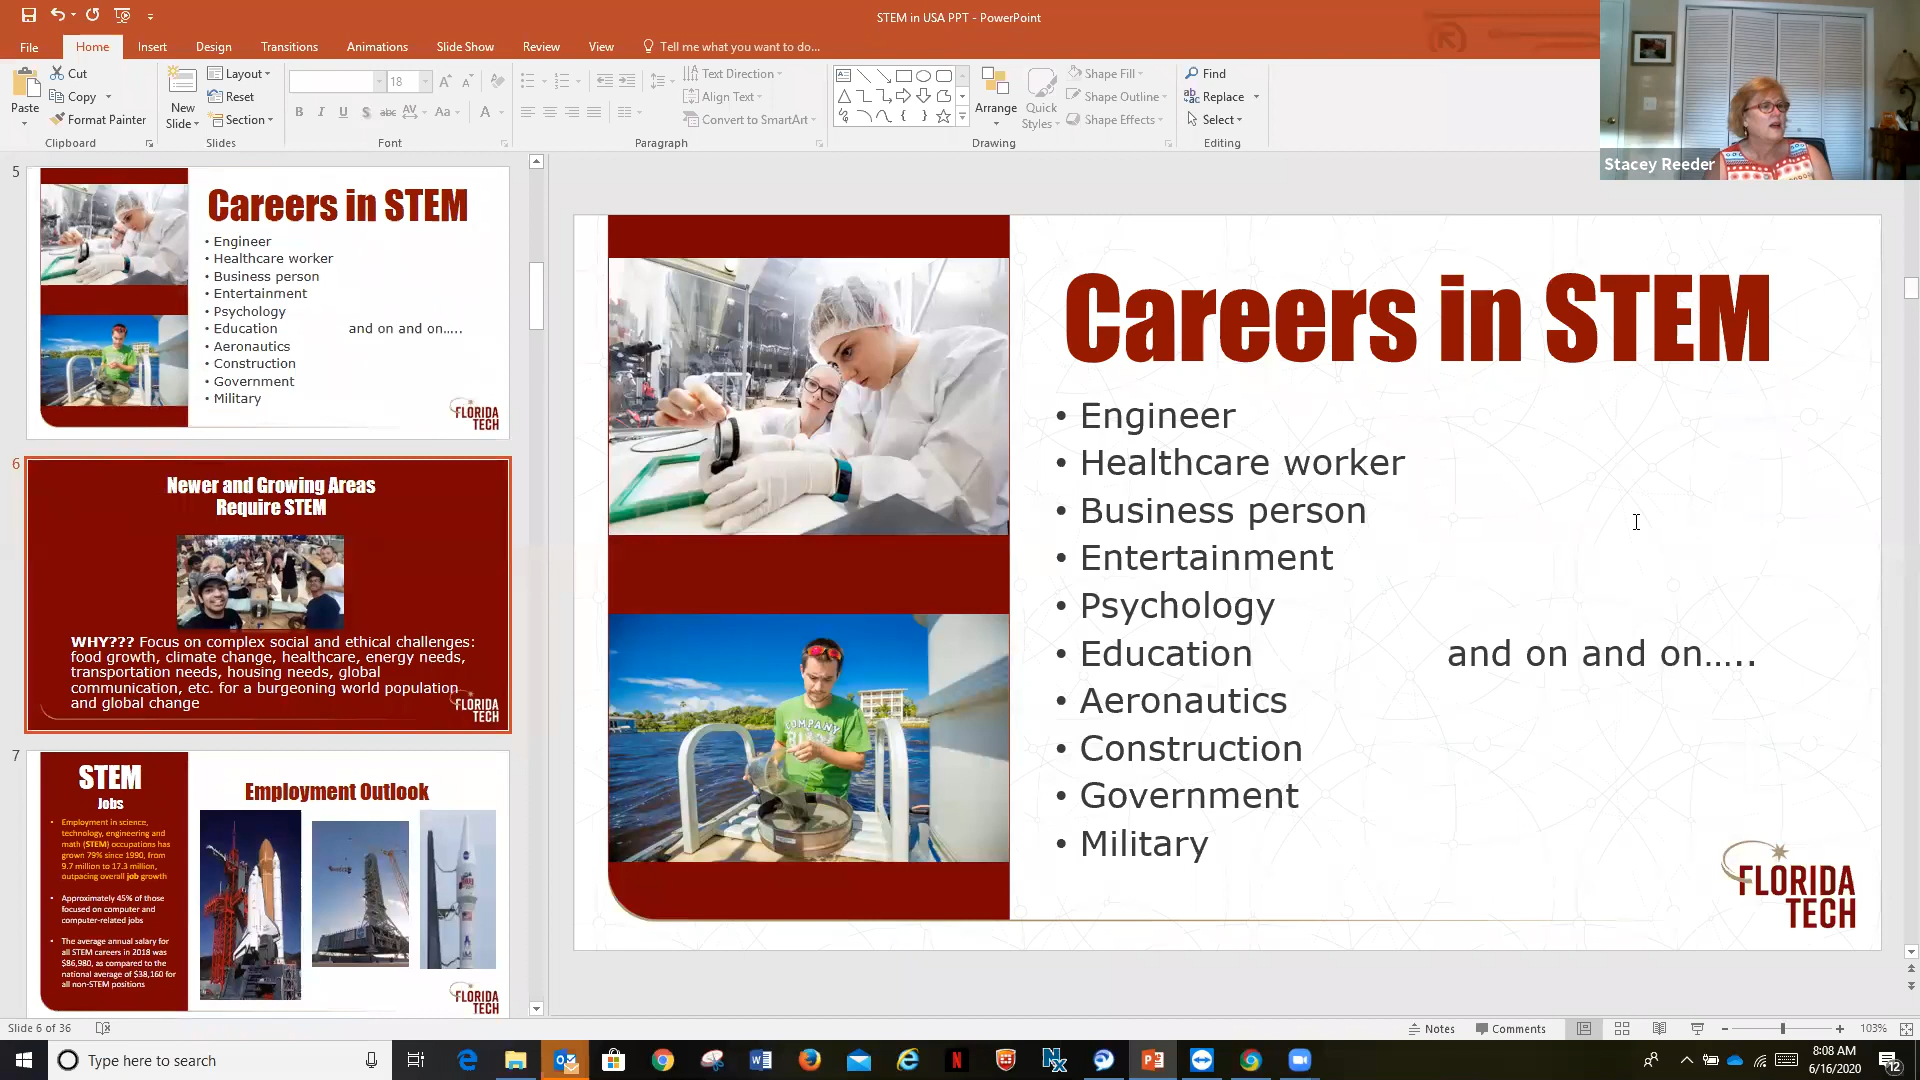 STEM in USA PPT - PowerPoint
File Home Insert Design Transitions Animations Slide Show Review View Tell me what you want to do...
Cut
Copy
Format Painter
Paste
Clipboard
New
Slide
Layout
Reset
Section
Slides
18
Font
Text Direction
Align Text
Convert to SmartArt
Paragraph
Arrange
Quick
Styles
Shape Fill
Shape Outline
Shape Effects
Drawing
Find
Replace
Select
Editing
Stacey Reeder
5
Careers in STEM
• Engineer
• Healthcare worker
• Business person
• Entertainment
• Psychology
• Education and on and on.....
• Aeronautics
• Construction
• Government
• Military
FLORIDA
TECH
6
Newer and Growing Areas
Require STEM
WHY??? Focus on complex social and ethical challenges:
food growth, climate change, healthcare, energy needs,
transportation needs, housing needs, global
communication, etc. for a burgeoning world population
and global change
FLORIDA
TECH
7
STEM
Jobs
Employment Outlook
• Employment in science,
technology, engineering and
math (STEM) occupations has
grown 79% since 1990, from
9.7 million to 17.3 million,
outpacing overall job growth
• Approximately 45% of those
focused on computer and
computer-related jobs
• The average annual salary for
all STEM careers in 2018 was
$86,980, as compared to the
national average of $38,160 for
all non-STEM positions
FLORIDA
TECH
Careers in STEM
• Engineer
• Healthcare worker
• Business person
• Entertainment
• Psychology
• Education and on and on.....
• Aeronautics
• Construction
• Government
• Military
FLORIDA
TECH
Slide 6 of 36
Notes Comments 103%
Type here to search
8:08 AM
6/16/2020
12